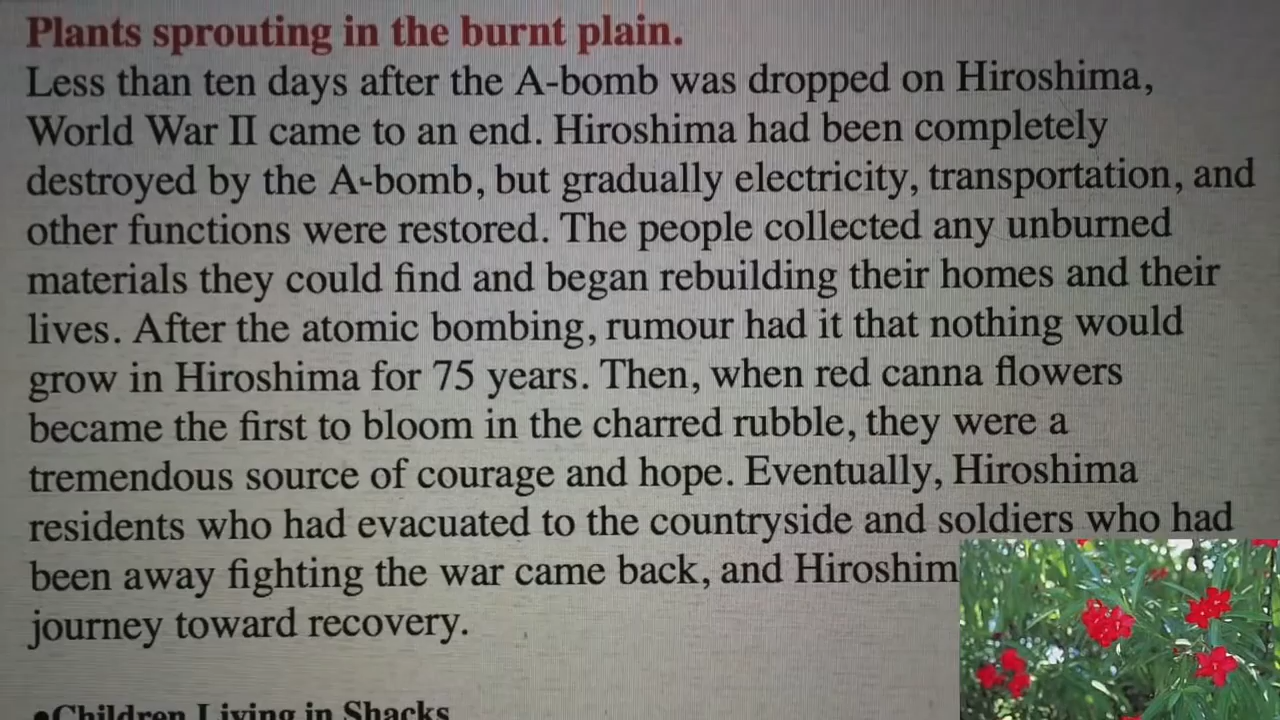 Plants sprouting in the burnt plain.
Less than ten days after the A-bomb was dropped on Hiroshima,
World War II came to an end. Hiroshima had been completely
destroyed by the A-bomb, but gradually electricity, transportation, and
other functions were restored. The people collected any unburned
materials they could find and began rebuilding their homes and their
lives. After the atomic bombing, rumour had it that nothing would
grow in Hiroshima for 75 years. Then, when red canna flowers
became the first to bloom in the charred rubble, they were a
tremendous source of courage and hope. Eventually, Hiroshima
residents who had evacuated to the countryside and soldiers who had
been away fighting the war came back, and Hiroshim
journey toward recovery.
•Children Living in Shacks